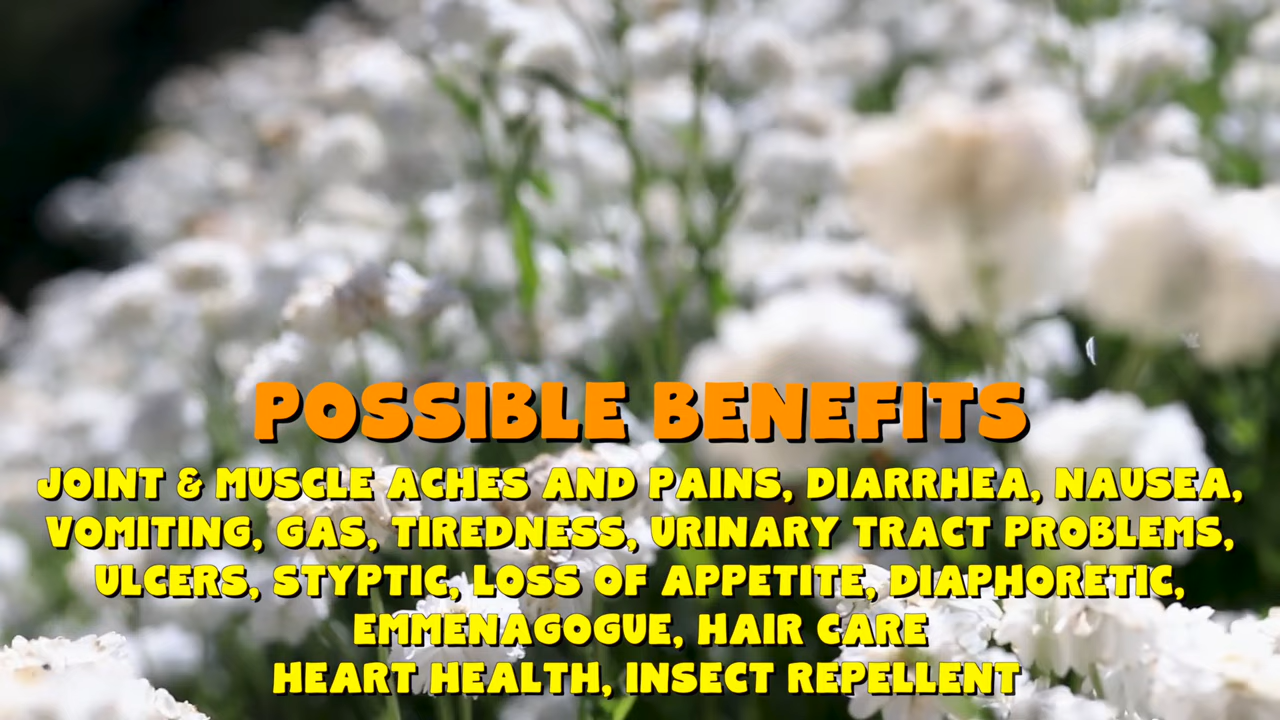 POSSIBLE BENEFITS
JOINT & MUSCLE ACHES AND PAINS, DIARRHEA, NAUSEA,
VOMITING, GAS, TIREDNESS, URINARY TRACT PROBLEMS,
ULCERS, STYPTIC, LOSS OF APPETITE, DIAPHORETIC,
EMMENAGOGUE, HAIR CARE
HEART HEALTH, INSECT REPELLENT